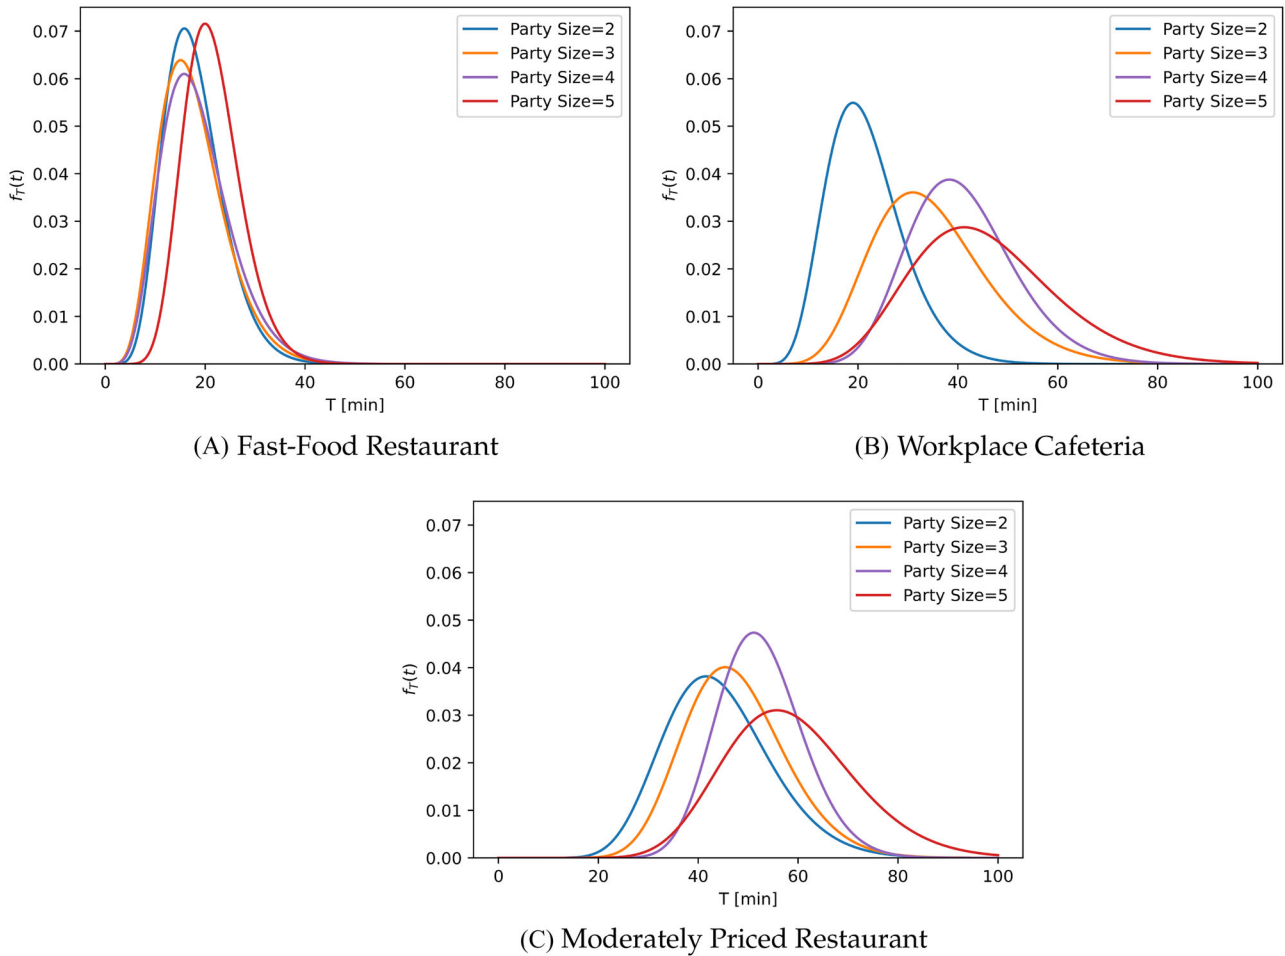 0.07
0.06
0.05
0.04
0.03
0.02
0.01
0.00
f_T(t)
0 20 40 60 80 100
T [min]
Party Size=2
Party Size=3
Party Size=4
Party Size=5
(A) Fast-Food Restaurant
0.07
0.06
0.05
0.04
0.03
0.02
0.01
0.00
f_T(t)
0 20 40 60 80 100
T [min]
Party Size=2
Party Size=3
Party Size=4
Party Size=5
(B) Workplace Cafeteria
0.07
0.06
0.05
0.04
0.03
0.02
0.01
0.00
f_T(t)
0 20 40 60 80 100
T [min]
Party Size=2
Party Size=3
Party Size=4
Party Size=5
(C) Moderately Priced Restaurant